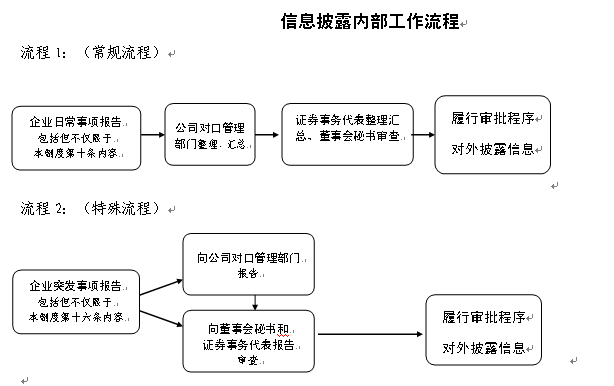 信息披露内部工作流程
流程 1：（常规流程）
企业日常事项报告
包括但不仅限于
本制度第十条内容
公司对口管理
部门整理、汇总
证券事务代表整理汇
总、董事会秘书审查
履行审批程序
对外披露信息
流程 2：（特殊流程）
企业突发事项报告
包括但不仅限于
本制度第十六条内容
向公司对口管理部门
报告
向董事会秘书和
证券事务代表报告
审查
履行审批程序
对外披露信息